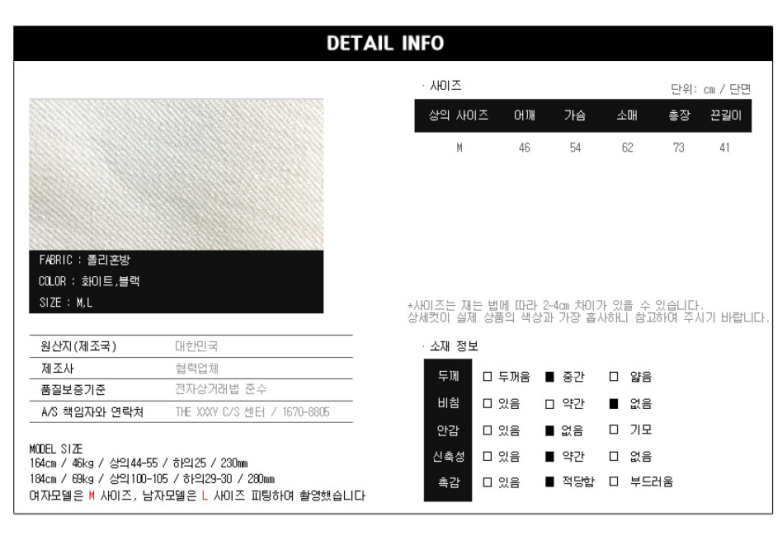 DETAIL INFO
· 사이즈
단위: cm / 단면
상의 사이즈 어깨 가슴 소매 총장 끈길이
M 46 54 62 73 41
FABRIC : 폴리혼방
COLOR : 화이트,블랙
SIZE : M,L
*사이즈는 재는 법에 따라 2-4cm 차이가 있을 수 있습니다.
상세컷이 실제 상품의 색상과 가장 흡사하니 참고하여 주시기 바랍니다.
원산지(제조국) 대한민국
제조사 협력업체
품질보증기준 전자상거래법 준수
A/S 책임자와 연락처 THE XXXY C/S 센터 / 1670-8805
· 소재 정보
두께 □ 두꺼움 ■ 중간 □ 얇음
비침 □ 있음 □ 약간 ■ 없음
안감 □ 있음 ■ 없음 □ 기모
신축성 □ 있음 ■ 약간 □ 없음
촉감 □ 있음 ■ 적당함 □ 부드러움
MODEL SIZE
164cm / 46kg / 상의44-55 / 하의25 / 230mm
184cm / 69kg / 상의100-105 / 하의29-30 / 280mm
여자모델은 M 사이즈, 남자모델은 L 사이즈 피팅하여 촬영했습니다